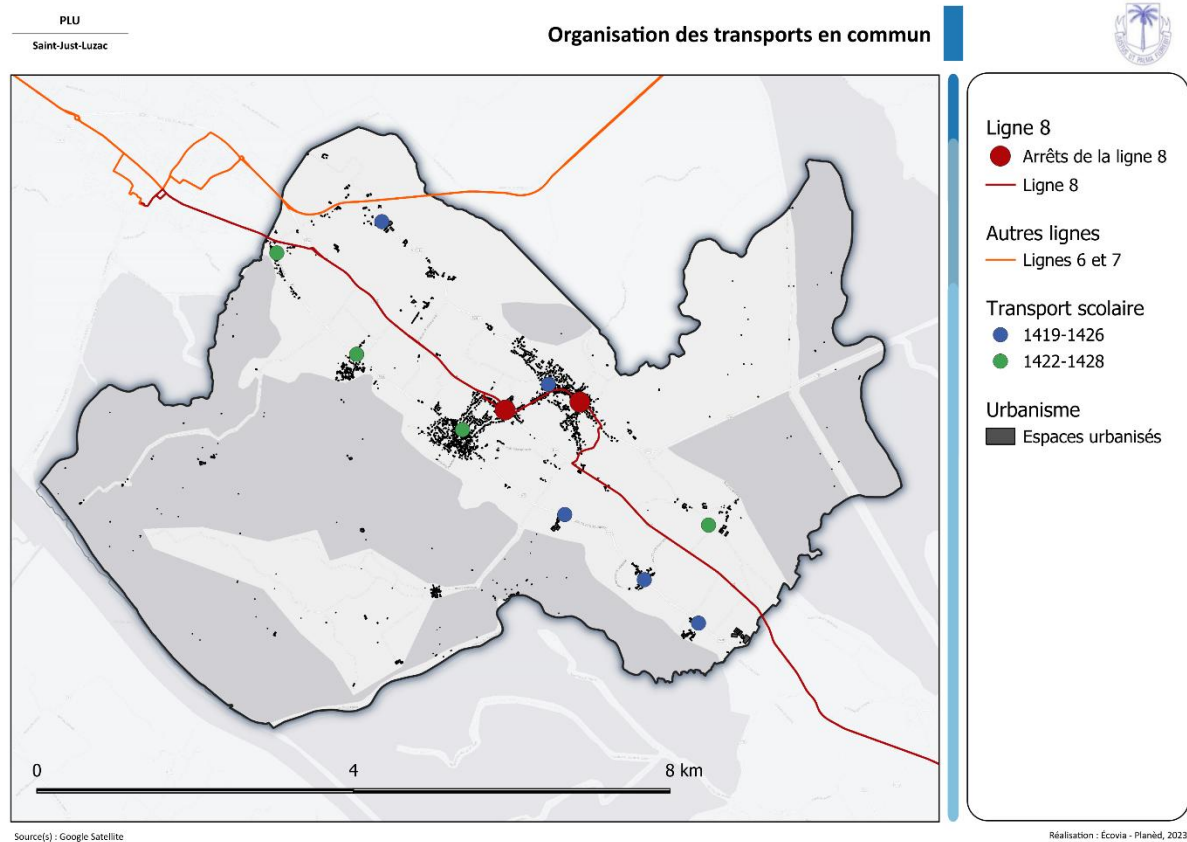 PLU
Saint-Just-Luzac
Organisation des transports en commun
Ligne 8
Arrêts de la ligne 8
Ligne 8
Autres lignes
Lignes 6 et 7
Transport scolaire
1419-1426
1422-1428
Urbanisme
Espaces urbanisés
0 4 8 km
Source(s) : Google Satellite
Réalisation : Écovia - Planèd, 2023